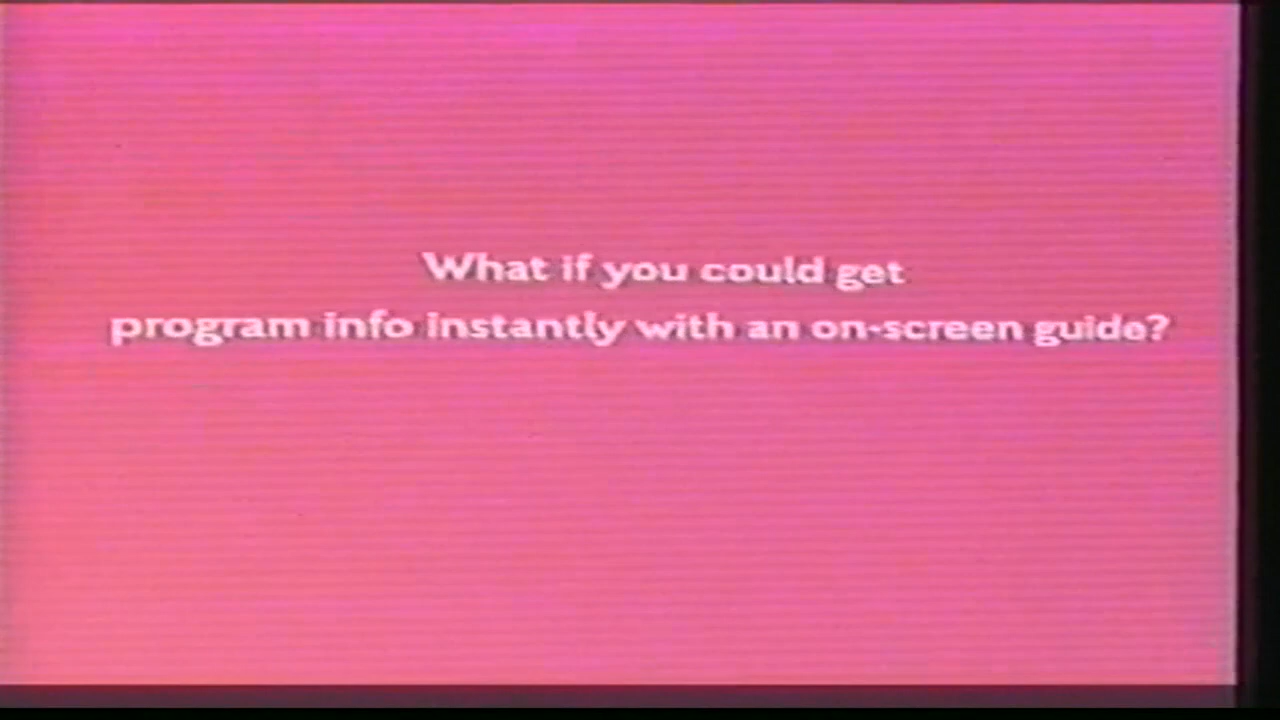 What if you could get
program info instantly with an on-screen guide?